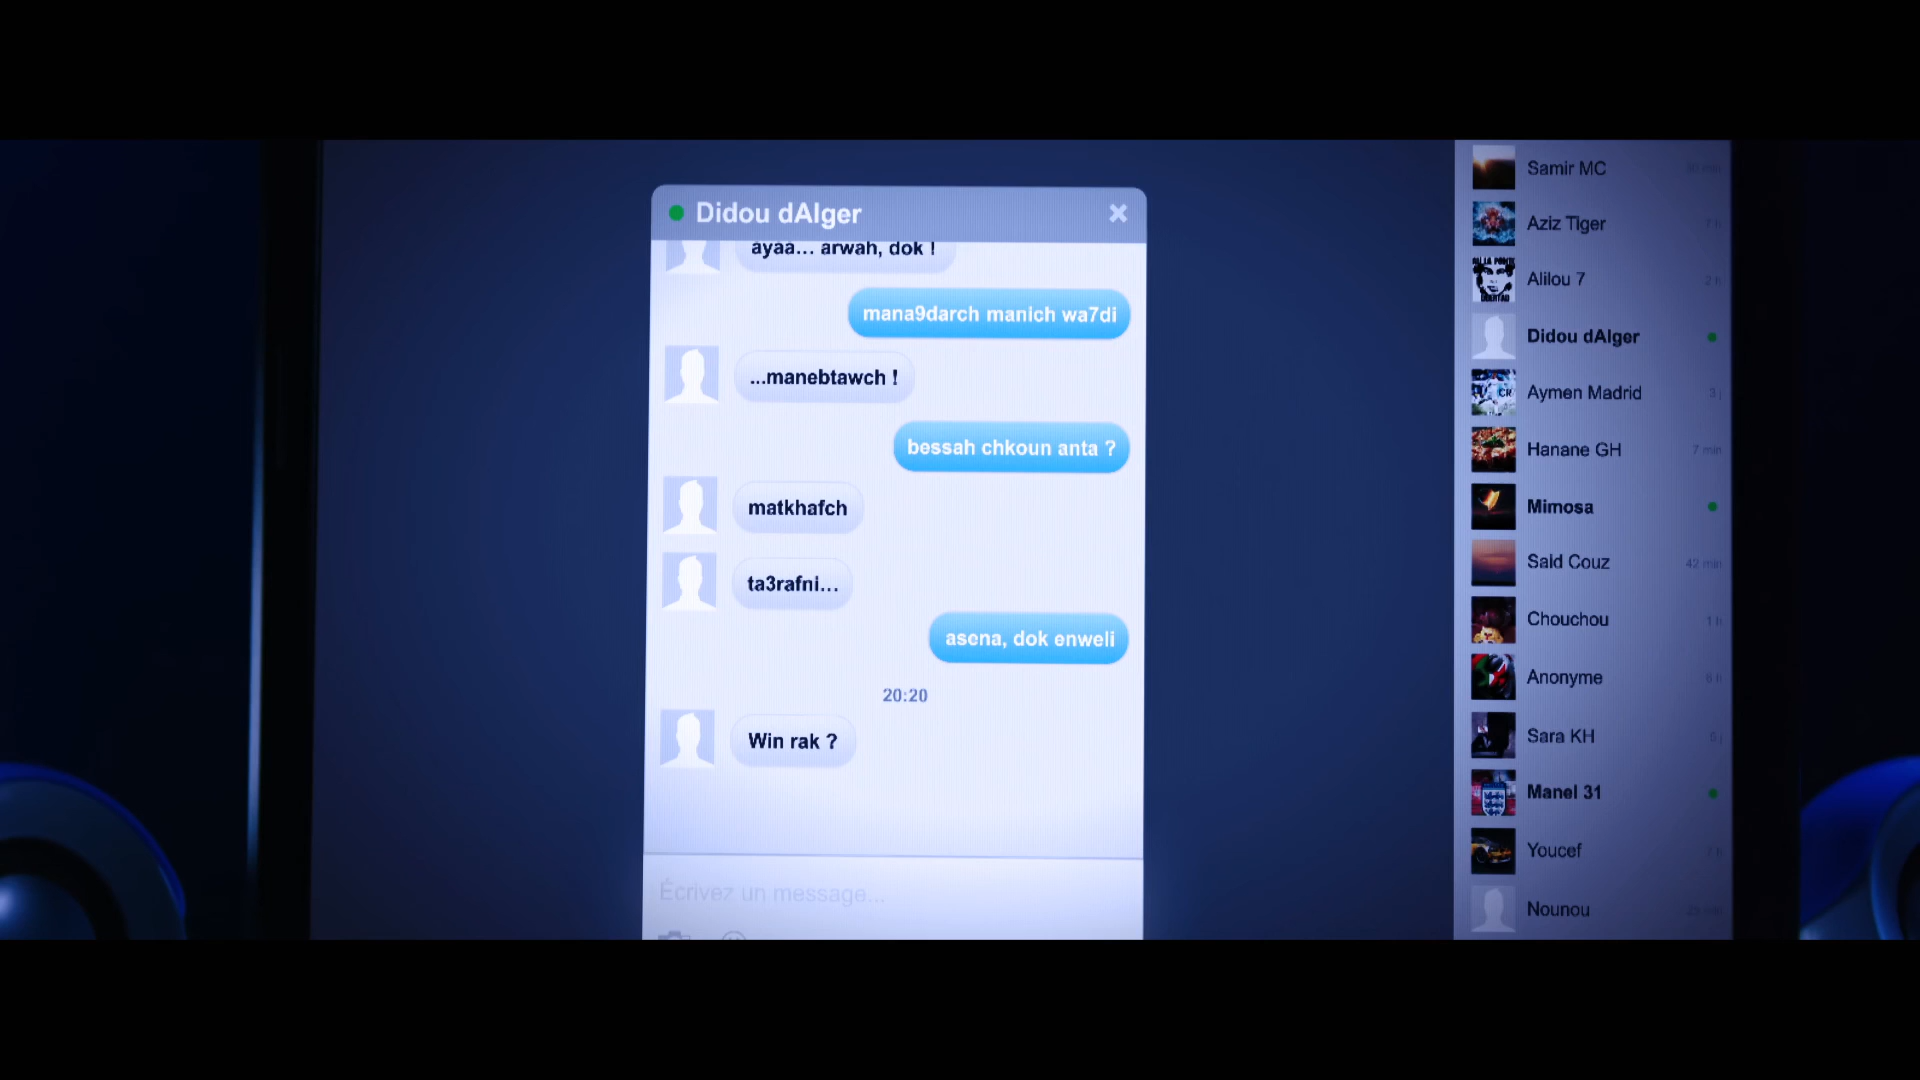 Didou dAlger
ayaa... arwah, dok !
mana9darch manich wa7di
...manebtawch !
bessah chkoun anta ?
matkhafch
ta3rafni...
asena, dok enweli
20:20
Win rak ?
Écrivez un message...
Samir MC
Aziz Tiger
Alilou 7
2 h
Didou dAlger
Aymen Madrid
3 j
Hanane GH
7 min
Mimosa
Said Couz
42 min
Chouchou
1 h
Anonyme
Sara KH
Manel 31
Youcef
Nounou